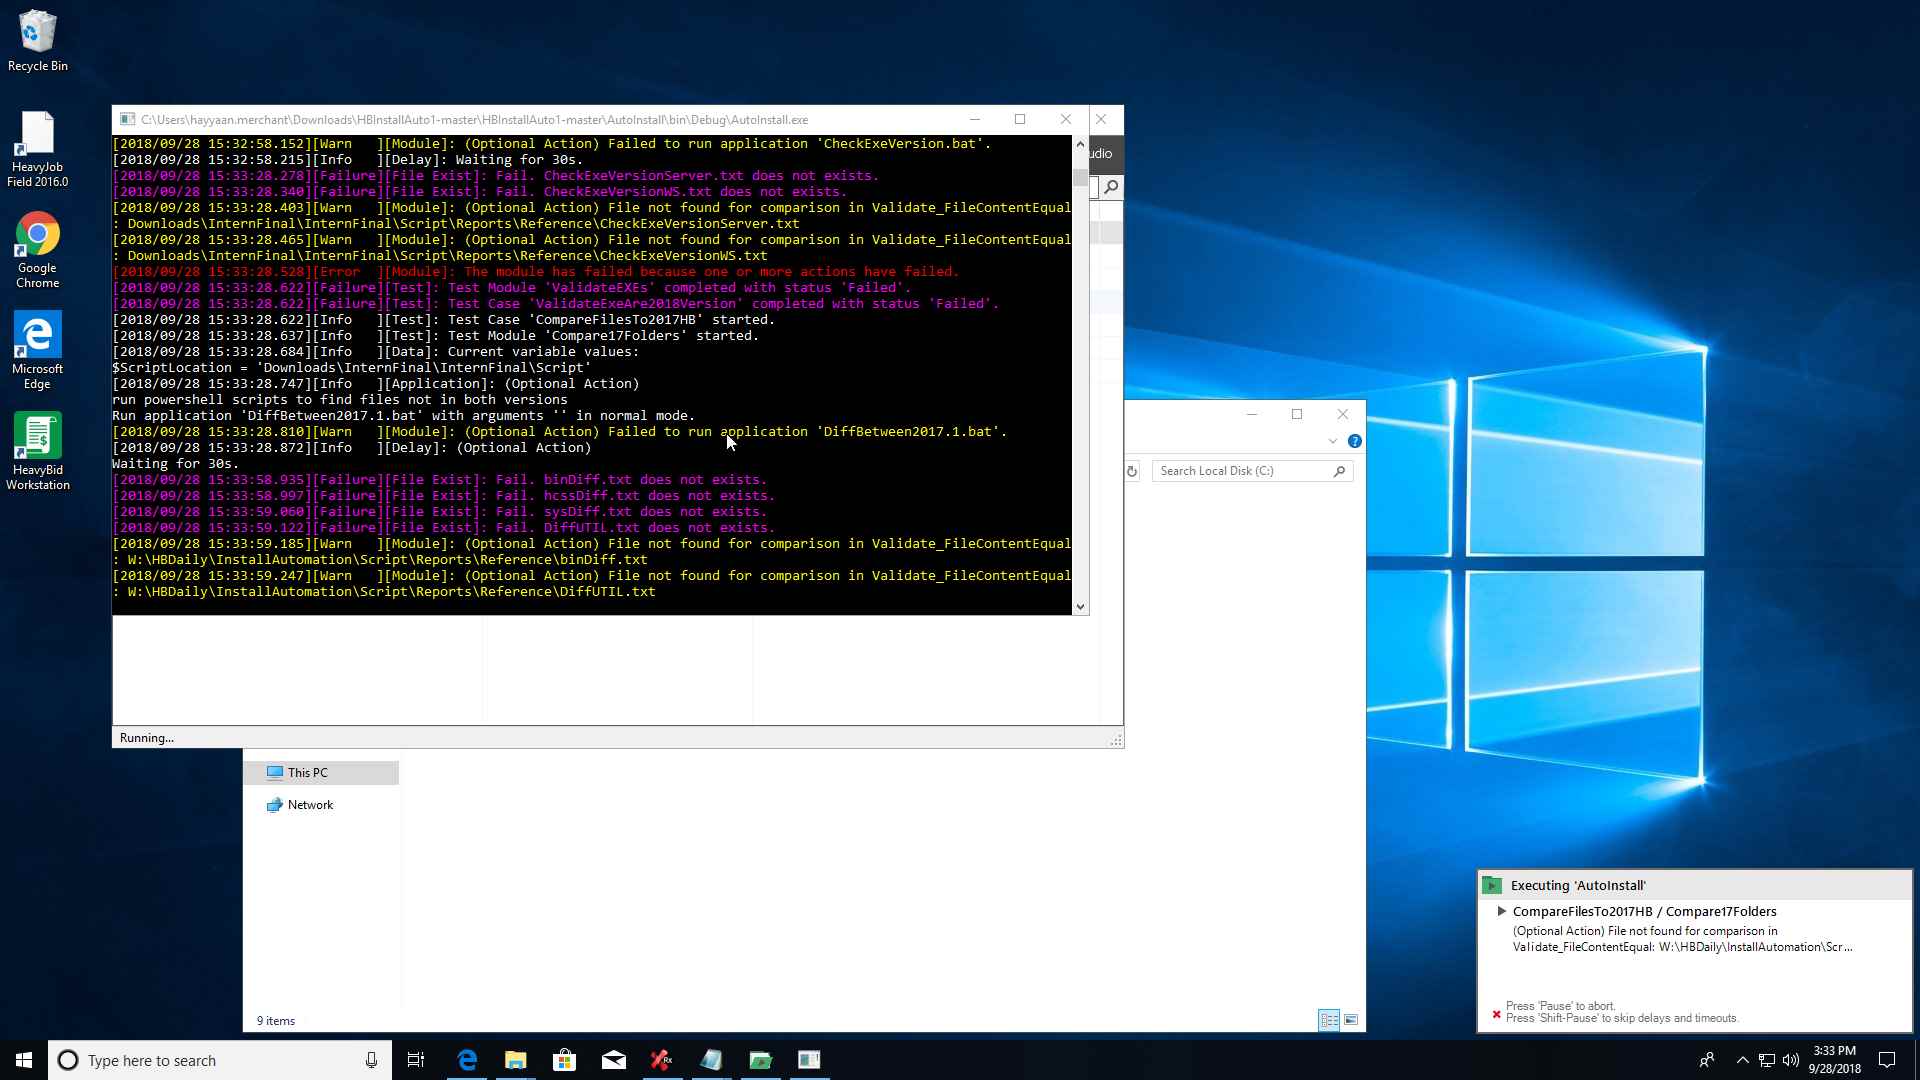 Recycle Bin
HeavyJob
Field 2016.0
Google
Chrome
Microsoft
Edge
HeavyBid
Workstation
C:\Users\hayyaan.merchant\Downloads\HBInstallAuto1-master\HBInstallAuto1-master\AutoInstall\bin\Debug\AutoInstall.exe
udio
[2018/09/28 15:32:58.152][Warn   ][Module]: (Optional Action) Failed to run application 'CheckExeVersion.bat'.
[2018/09/28 15:32:58.215][Info   ][Delay]: Waiting for 30s.
[2018/09/28 15:33:28.278][Failure][File Exist]: Fail. CheckExeVersionServer.txt does not exists.
[2018/09/28 15:33:28.340][Failure][File Exist]: Fail. CheckExeVersionWS.txt does not exists.
[2018/09/28 15:33:28.403][Warn   ][Module]: (Optional Action) File not found for comparison in Validate_FileContentEqual
: Downloads\InternFinal\InternFinal\Script\Reports\Reference\CheckExeVersionServer.txt
[2018/09/28 15:33:28.465][Warn   ][Module]: (Optional Action) File not found for comparison in Validate_FileContentEqual
: Downloads\InternFinal\InternFinal\Script\Reports\Reference\CheckExeVersionWS.txt
[2018/09/28 15:33:28.528][Error  ][Module]: The module has failed because one or more actions have failed.
[2018/09/28 15:33:28.622][Failure][Test]: Test Module 'ValidateEXEs' completed with status 'Failed'.
[2018/09/28 15:33:28.622][Failure][Test]: Test Case 'ValidateExeAre2018Version' completed with status 'Failed'.
[2018/09/28 15:33:28.622][Info   ][Test]: Test Case 'CompareFilesTo2017HB' started.
[2018/09/28 15:33:28.637][Info   ][Test]: Test Module 'Compare17Folders' started.
[2018/09/28 15:33:28.684][Info   ][Data]: Current variable values:
$ScriptLocation = 'Downloads\InternFinal\InternFinal\Script'
[2018/09/28 15:33:28.747][Info   ][Application]: (Optional Action)
run powershell scripts to find files not in both versions
Run application 'DiffBetween2017.1.bat' with arguments '' in normal mode.
[2018/09/28 15:33:28.810][Warn   ][Module]: (Optional Action) Failed to run application 'DiffBetween2017.1.bat'.
[2018/09/28 15:33:28.872][Info   ][Delay]: (Optional Action)
Waiting for 30s.
[2018/09/28 15:33:58.935][Failure][File Exist]: Fail. binDiff.txt does not exists.
[2018/09/28 15:33:58.997][Failure][File Exist]: Fail. hcssDiff.txt does not exists.
[2018/09/28 15:33:59.060][Failure][File Exist]: Fail. sysDiff.txt does not exists.
[2018/09/28 15:33:59.122][Failure][File Exist]: Fail. DiffUTIL.txt does not exists.
[2018/09/28 15:33:59.185][Warn   ][Module]: (Optional Action) File not found for comparison in Validate_FileContentEqual
: W:\HBDaily\InstallAutomation\Script\Reports\Reference\binDiff.txt
[2018/09/28 15:33:59.247][Warn   ][Module]: (Optional Action) File not found for comparison in Validate_FileContentEqual
: W:\HBDaily\InstallAutomation\Script\Reports\Reference\DiffUTIL.txt
Running...
Search Local Disk (C:)
This PC
Network
9 items
Executing 'AutoInstall'
CompareFilesTo2017HB / Compare17Folders
(Optional Action) File not found for comparison in
Validate_FileContentEqual: W:\HBDaily\InstallAutomation\Scr...
Press 'Pause' to abort.
Press 'Shift-Pause' to skip delays and timeouts.
Type here to search
3:33 PM
9/28/2018